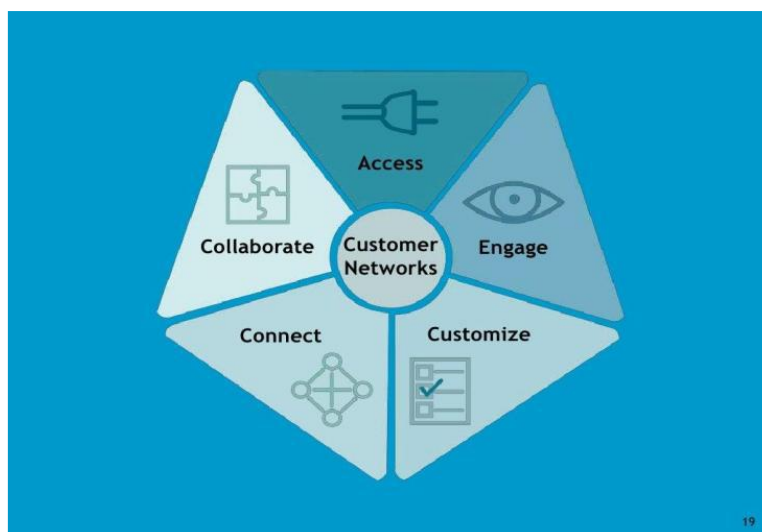 Access
Collaborate
Customer
Networks
Engage
Connect
Customize
19